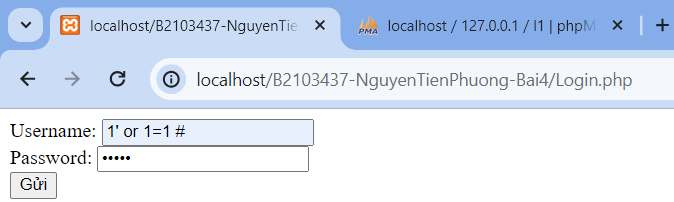 localhost/B2103437-NguyenTie
PMA localhost / 127.0.0.1 / l1 | phpM
localhost/B2103437-NguyenTienPhuong-Bai4/Login.php
Username: 1' or 1=1 #
Password: •••••
Gửi